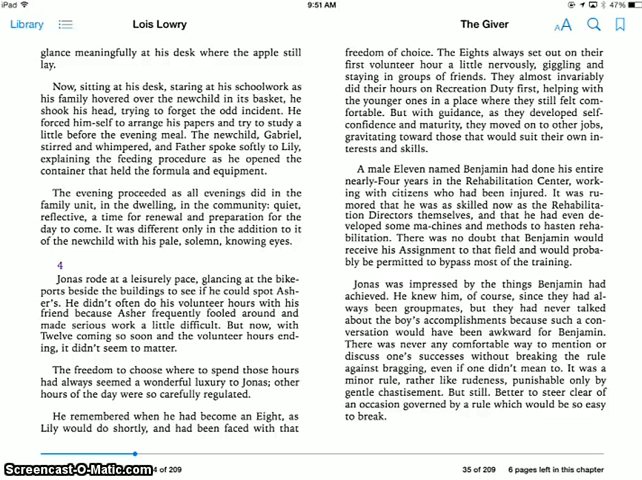 iPad
9:51 AM
47%
Library
Lois Lowry
The Giver
AA
glance meaningfully at his desk where the apple still
lay.
Now, sitting at his desk, staring at his schoolwork as
his family hovered over the newchild in its basket, he
shook his head, trying to forget the odd incident. He
forced him-self to arrange his papers and try to study a
little before the evening meal. The newchild, Gabriel,
stirred and whimpered, and Father spoke softly to Lily,
explaining the feeding procedure as he opened the
container that held the formula and equipment.
The evening proceeded as all evenings did in the
family unit, in the dwelling, in the community: quiet,
reflective, a time for renewal and preparation for the
day to come. It was different only in the addition to it
of the newchild with his pale, solemn, knowing eyes.
4
Jonas rode at a leisurely pace, glancing at the bike-
ports beside the buildings to see if he could spot Ash-
er's. He didn't often do his volunteer hours with his
friend because Asher frequently fooled around and
made serious work a little difficult. But now, with
Twelve coming so soon and the volunteer hours end-
ing, it didn't seem to matter.
The freedom to choose where to spend those hours
had always seemed a wonderful luxury to Jonas; other
hours of the day were so carefully regulated.
He remembered when he had become an Eight, as
Lily would do shortly, and had been faced with that
freedom of choice. The Eights always set out on their
first volunteer hour a little nervously, giggling and
staying in groups of friends. They almost invariably
did their hours on Recreation Duty first, helping with
the younger ones in a place where they still felt com-
fortable. But with guidance, as they developed self-
confidence and maturity, they moved on to other jobs,
gravitating toward those that would suit their own in-
terests and skills.
A male Eleven named Benjamin had done his entire
nearly-Four years in the Rehabilitation Center, work-
ing with citizens who had been injured. It was ru-
mored that he was as skilled now as the Rehabilita-
tion Directors themselves, and that he had even de-
veloped some ma-chines and methods to hasten reha-
bilitation. There was no doubt that Benjamin would
receive his Assignment to that field and would proba-
bly be permitted to bypass most of the training.
Jonas was impressed by the things Benjamin had
achieved. He knew him, of course, since they had al-
ways been groupmates, but they had never talked
about the boy's accomplishments because such a con-
versation would have been awkward for Benjamin.
There was never any comfortable way to mention or
discuss one's successes without breaking the rule
against bragging, even if one didn't mean to. It was a
minor rule, rather like rudeness, punishable only by
gentle chastisement. But still. Better to steer clear of
an occasion governed by a rule which would be so easy
to break.
Screencast-O-Matic.com
4 of 209
35 of 209
6 pages left in this chapter